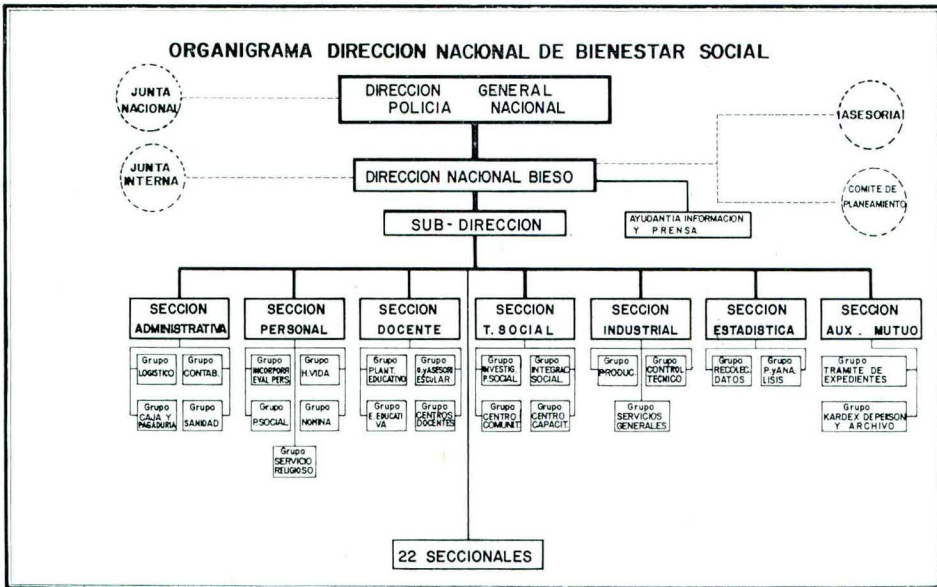 ORGANIGRAMA DIRECCION NACIONAL DE BIENESTAR SOCIAL
JUNTA
NACIONAL
DIRECCION GENERAL
POLICIA NACIONAL
ASESORIA
JUNTA
INTERNA
DIRECCION NACIONAL BIESO
COMITE DE
PLANEAMIENTO
AYUDANTIA INFORMACION
Y PRENSA
SUB-DIRECCION
SECCION
ADMINISTRATIVA
SECCION
PERSONAL
SECCION
DOCENTE
SECCION
T. SOCIAL
SECCION
INDUSTRIAL
SECCION
ESTADISTICA
SECCION
AUX. MUTUO
Grupo
LOGISTICO
Grupo
CONTAB.
Grupo
CAJA Y
PAGADURIA
Grupo
SANIDAD
Grupo
INCORPOR
EVAL PERS.
Grupo
H.VIDA
Grupo
P.SOCIAL
Grupo
NOMINA
Grupo
SERVICIO
RELIGIOSO
Grupo
PLANT.
EDUCATIVO
Grupo
O.yASESORI
ESCULAR
Grupo
E.EDUCATI
VA
Grupo
CENTROS
DOCENTES
Grupo
INVESTIG.
P.SOCIAL
Grupo
INTEGRAC
SOCIAL.
Grupo
CENTRO
COMUNIT.
Grupo
CENTRO
CAPACIT.
Grupo
PRODUC.
Grupo
CONTROL
TECNICO
Grupo
SERVICIOS
GENERALES
Grupo
RECOLEC.
DATOS
Grupo
P.yANA.
LISIS
Grupo
TRAMITE DE
EXPEDIENTES
Grupo
KARDEX DE PERSON
Y ARCHIVO
22 SECCIONALES